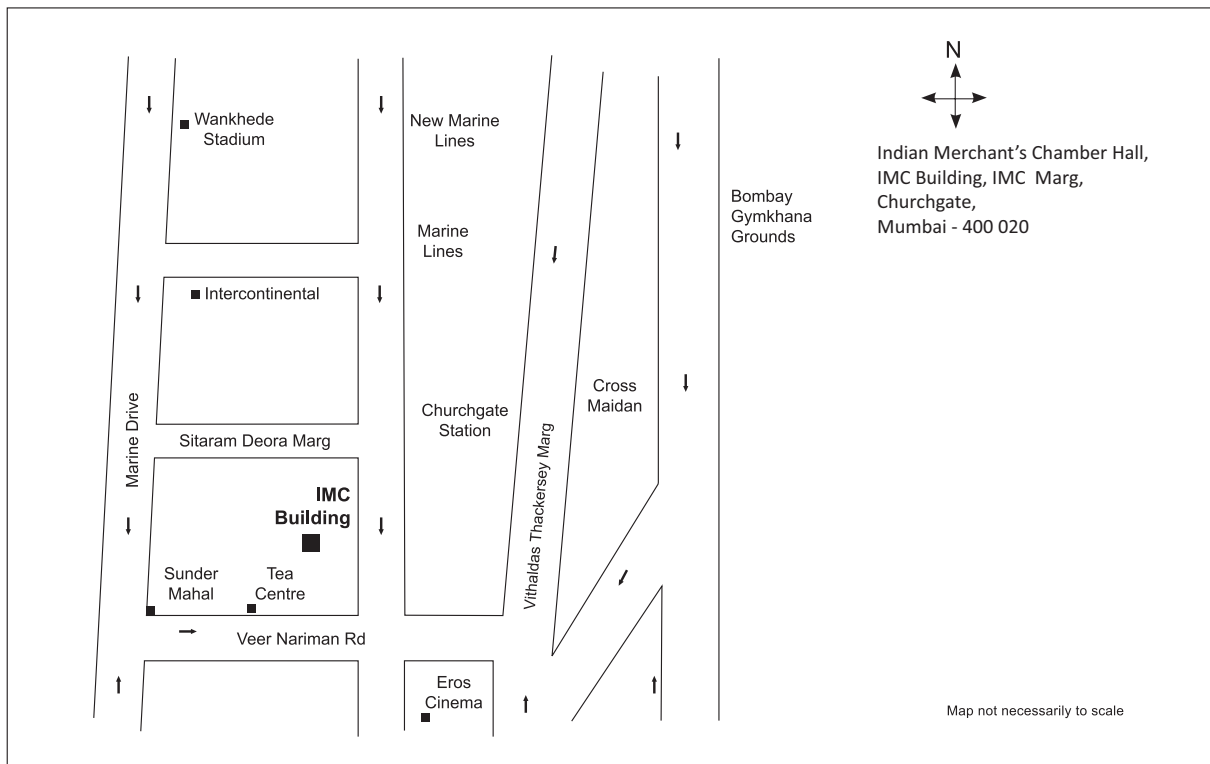 N
Indian Merchant’s Chamber Hall,
IMC Building, IMC Marg,
Churchgate,
Mumbai - 400 020
Wankhede
Stadium
New Marine
Lines
Bombay
Gymkhana
Grounds
Marine
Lines
Intercontinental
Marine Drive
Cross
Maidan
Churchgate
Station
Sitaram Deora Marg
Vithaldas Thackersey Marg
IMC
Building
Sunder
Mahal
Tea
Centre
Veer Nariman Rd
Eros
Cinema
Map not necessarily to scale